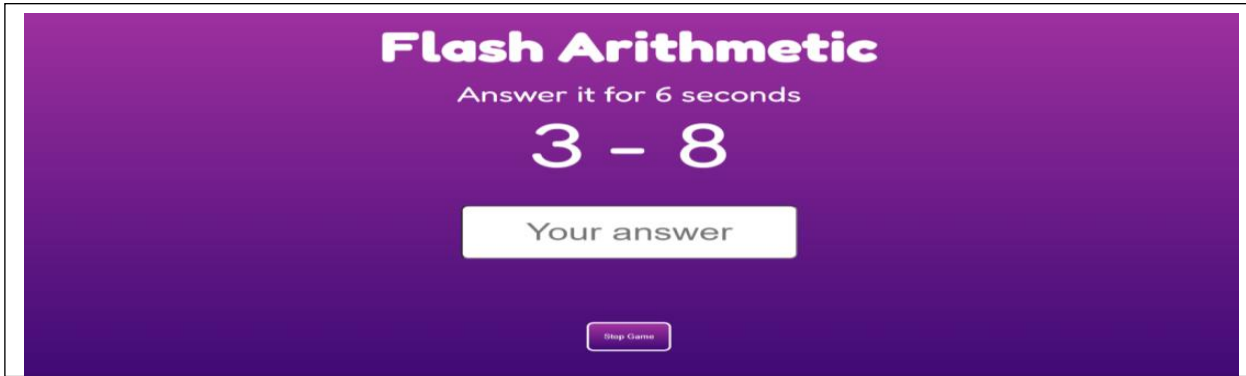 Flash Arithmetic
Answer it for 6 seconds
3 – 8
Your answer
Stop Game